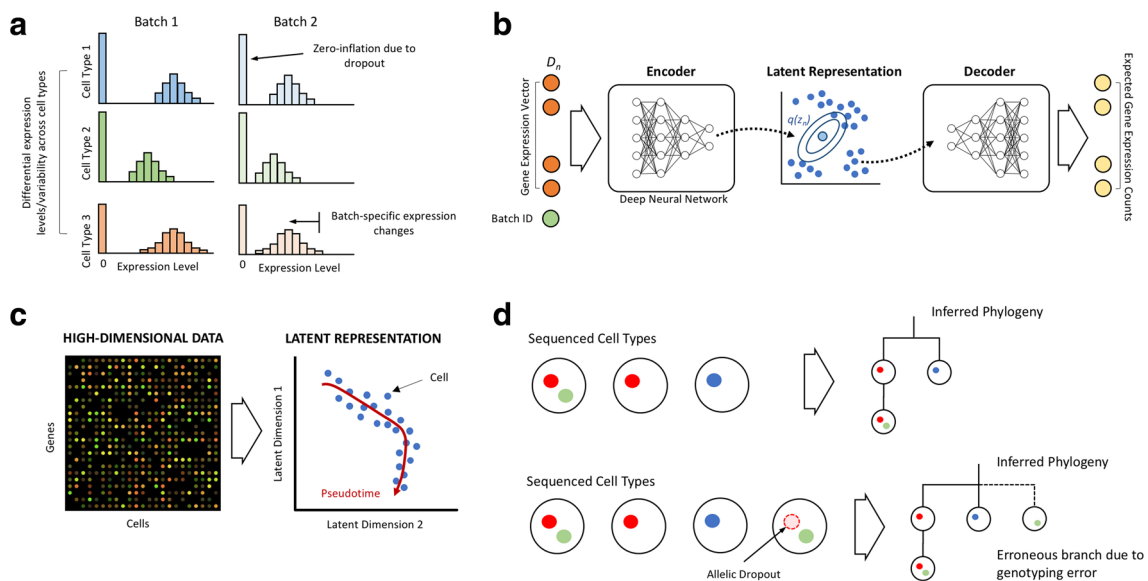 a
Batch 1
Batch 2
Differential expression
levels/variability across cell types
Cell Type 1
Zero-inflation due to
dropout
Cell Type 2
Cell Type 3
Batch-specific expression
changes
0
Expression Level
0
Expression Level
b
Dn
Gene Expression Vector
Batch ID
Encoder
Deep Neural Network
Latent Representation
q(zn)
Decoder
Expected Gene Expression
Counts
c
HIGH-DIMENSIONAL DATA
Genes
Cells
LATENT REPRESENTATION
Latent Dimension 1
Cell
Pseudotime
Latent Dimension 2
d
Sequenced Cell Types
Inferred Phylogeny
Sequenced Cell Types
Inferred Phylogeny
Allelic Dropout
Erroneous branch due to
genotyping error